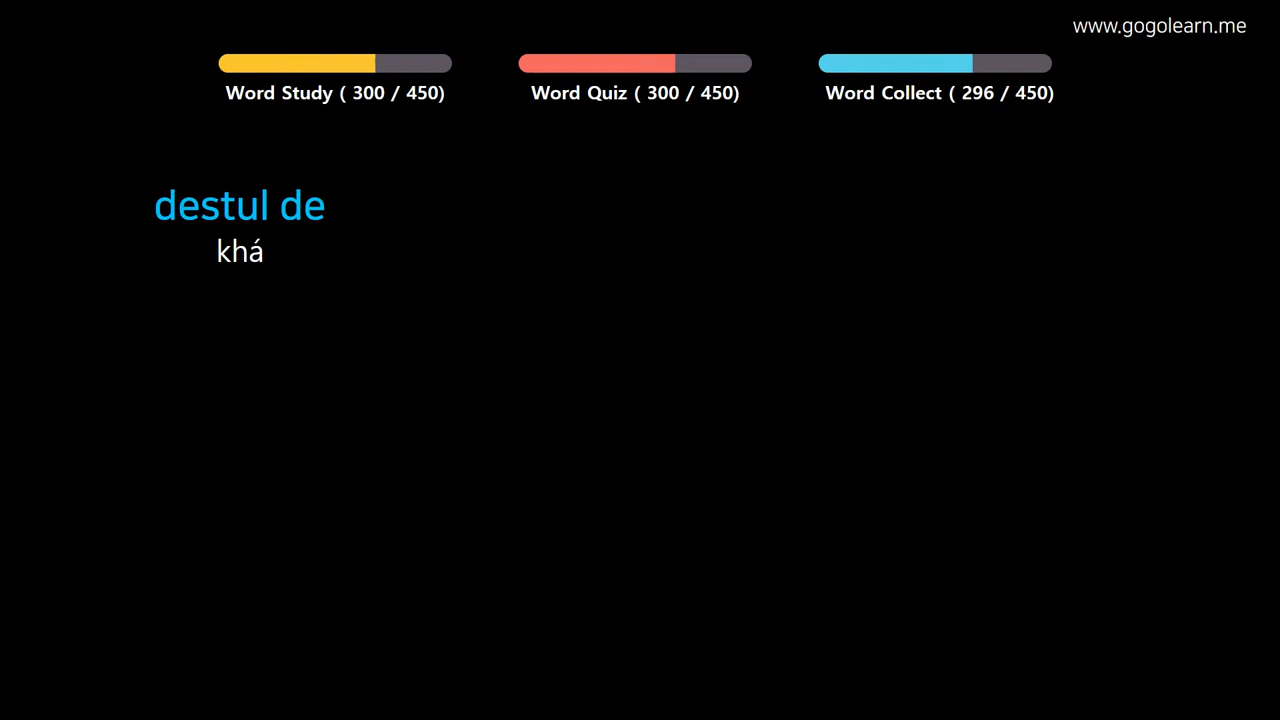 www.gogolearn.me
Word Study ( 300 / 450)
Word Quiz ( 300 / 450)
Word Collect ( 296 / 450)
destul de
khá